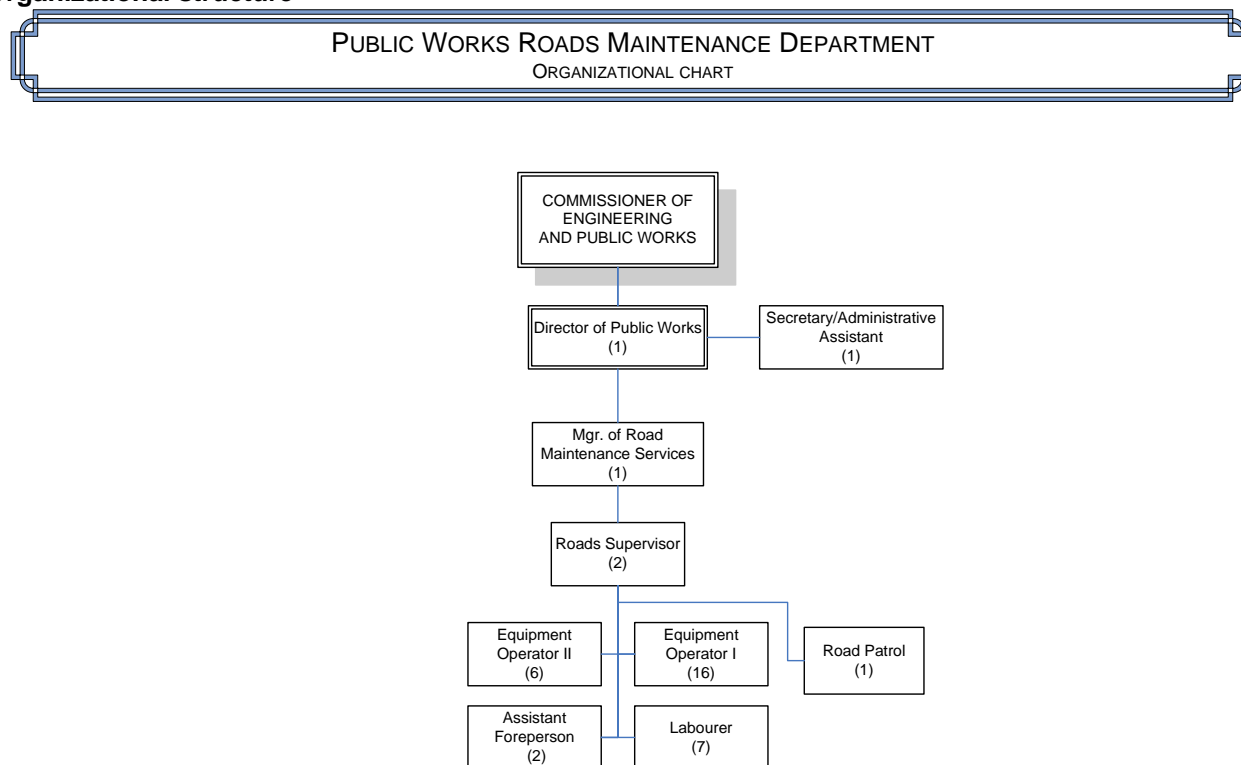 PUBLIC WORKS ROADS MAINTENANCE DEPARTMENT
ORGANIZATIONAL CHART
COMMISSIONER OF
ENGINEERING
AND PUBLIC WORKS
Director of Public Works
(1)
Secretary/Administrative
Assistant
(1)
Mgr. of Road
Maintenance Services
(1)
Roads Supervisor
(2)
Equipment
Operator II
(6)
Equipment
Operator I
(16)
Road Patrol
(1)
Assistant
Foreperson
(2)
Labourer
(7)